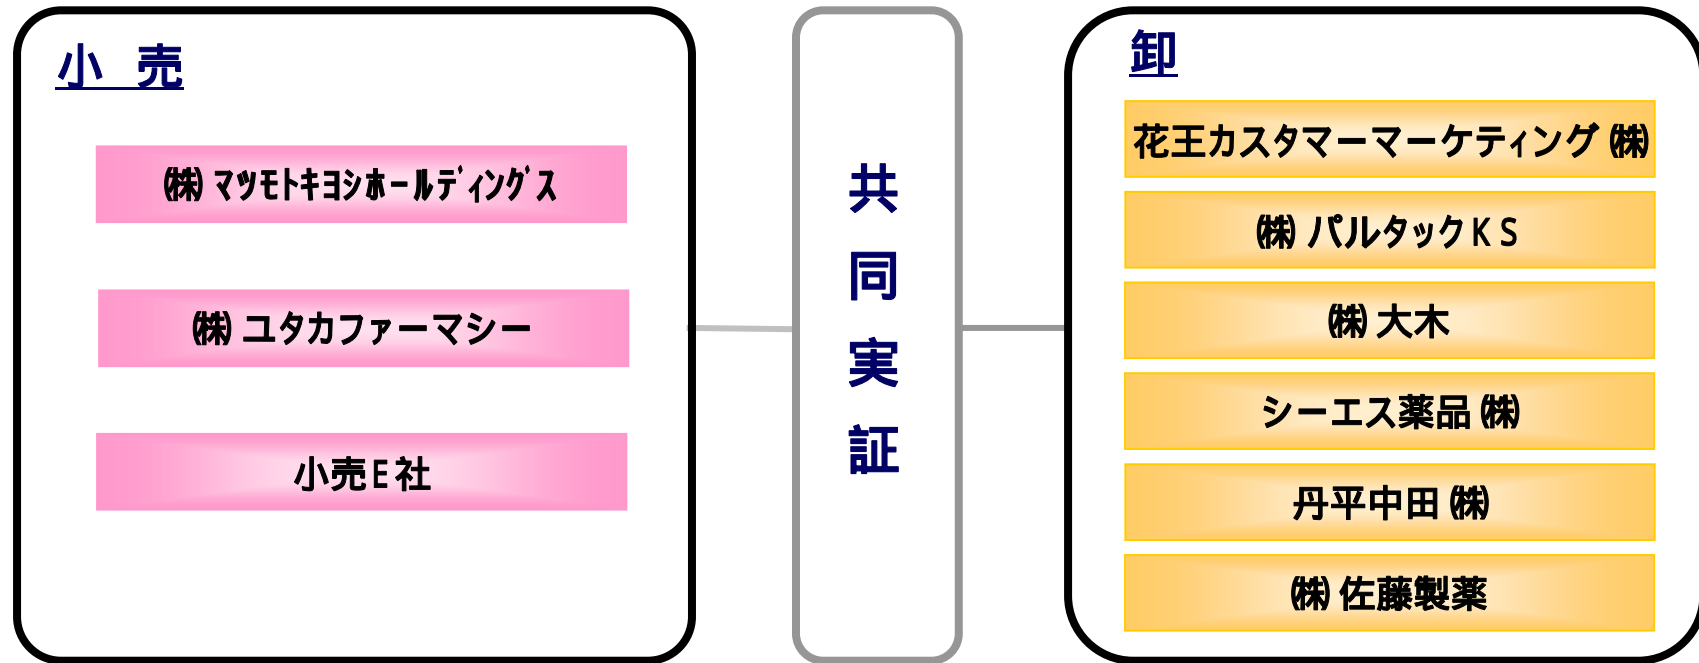 小　売
㈱マツモトキヨシホールディングス
㈱ユタカファーマシー
小売E社
共
同
実
証
卸
花王カスタマーマーケティング㈱
㈱パルタックＫＳ
㈱大木
シーエス薬品㈱
丹平中田㈱
㈱佐藤製薬